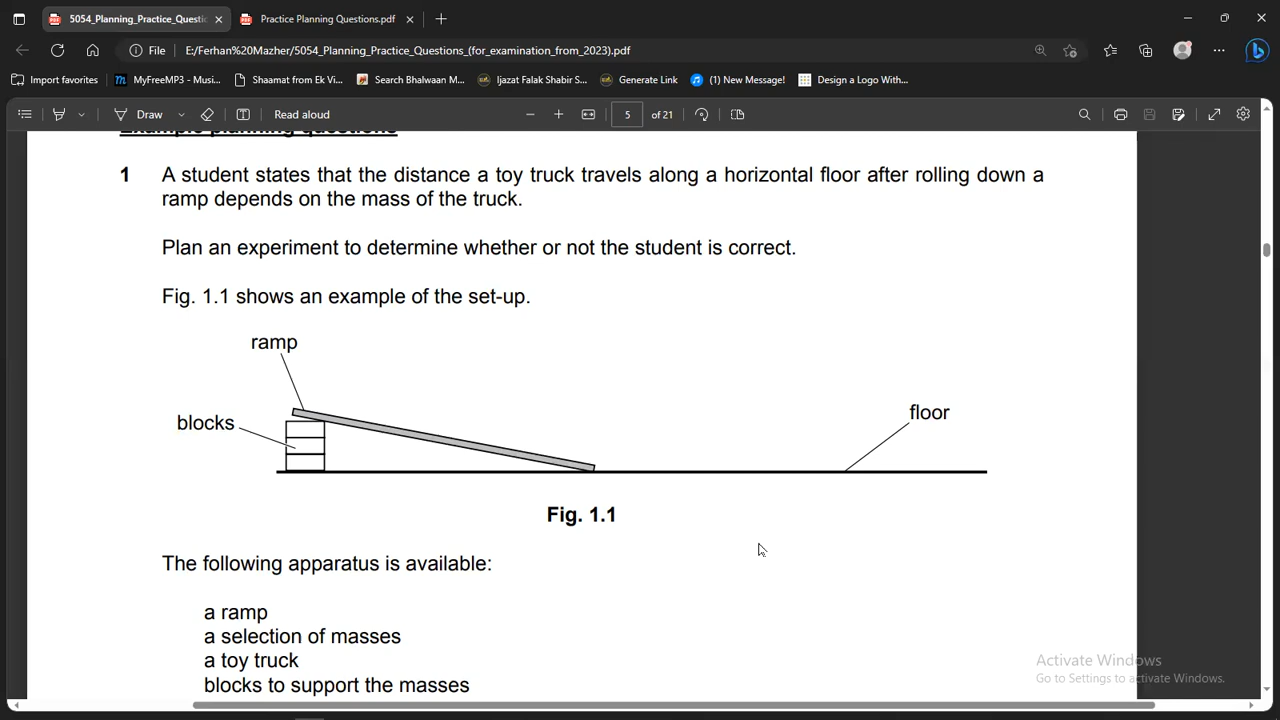 5054_Planning_Practice_Questio
Practice Planning Questions.pdf
File
E:/Ferhan%20Mazher/5054_Planning_Practice_Questions_(for_examination_from_2023).pdf
Import favorites
MyFreeMP3 - Musi...
Shaamat from Ek Vi...
Search Bhalwaan M...
Ijazat Falak Shabir S...
Generate Link
(1) New Message!
Design a Logo With...
Draw
Read aloud
5 of 21
Example planning questions
1 A student states that the distance a toy truck travels along a horizontal floor after rolling down a
ramp depends on the mass of the truck.
Plan an experiment to determine whether or not the student is correct.
Fig. 1.1 shows an example of the set-up.
ramp
blocks
floor
Fig. 1.1
The following apparatus is available:
a ramp
a selection of masses
a toy truck
blocks to support the masses
Activate Windows
Go to Settings to activate Windows.